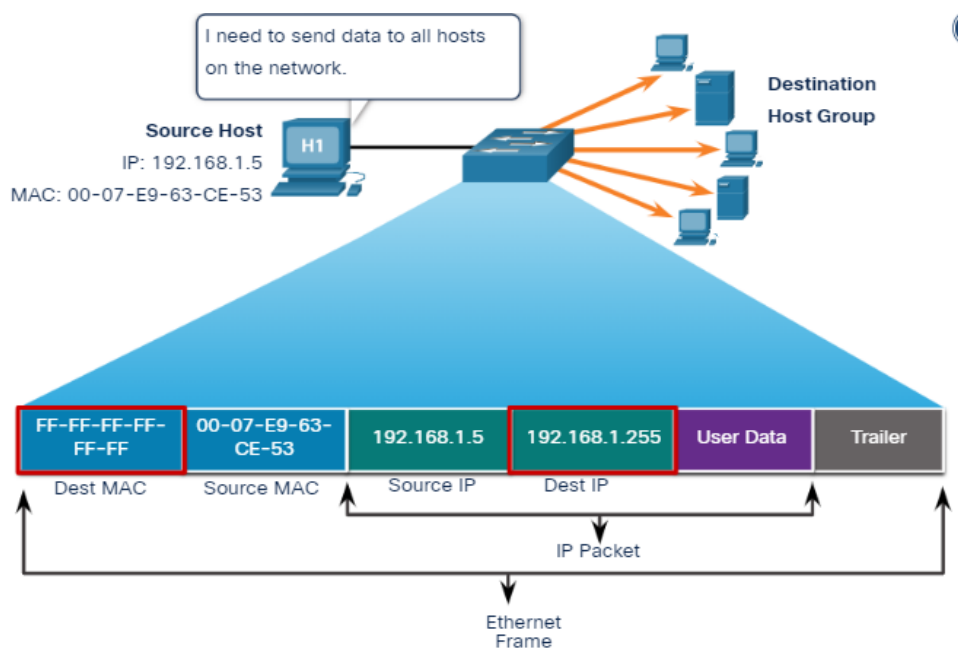 I need to send data to all hosts
on the network.
Destination
Host Group
Source Host
H1
IP: 192.168.1.5
MAC: 00-07-E9-63-CE-53
FF-FF-FF-FF-
FF-FF
00-07-E9-63-
CE-53
192.168.1.5
192.168.1.255
User Data
Trailer
Dest MAC
Source MAC
Source IP
Dest IP
IP Packet
Ethernet
Frame